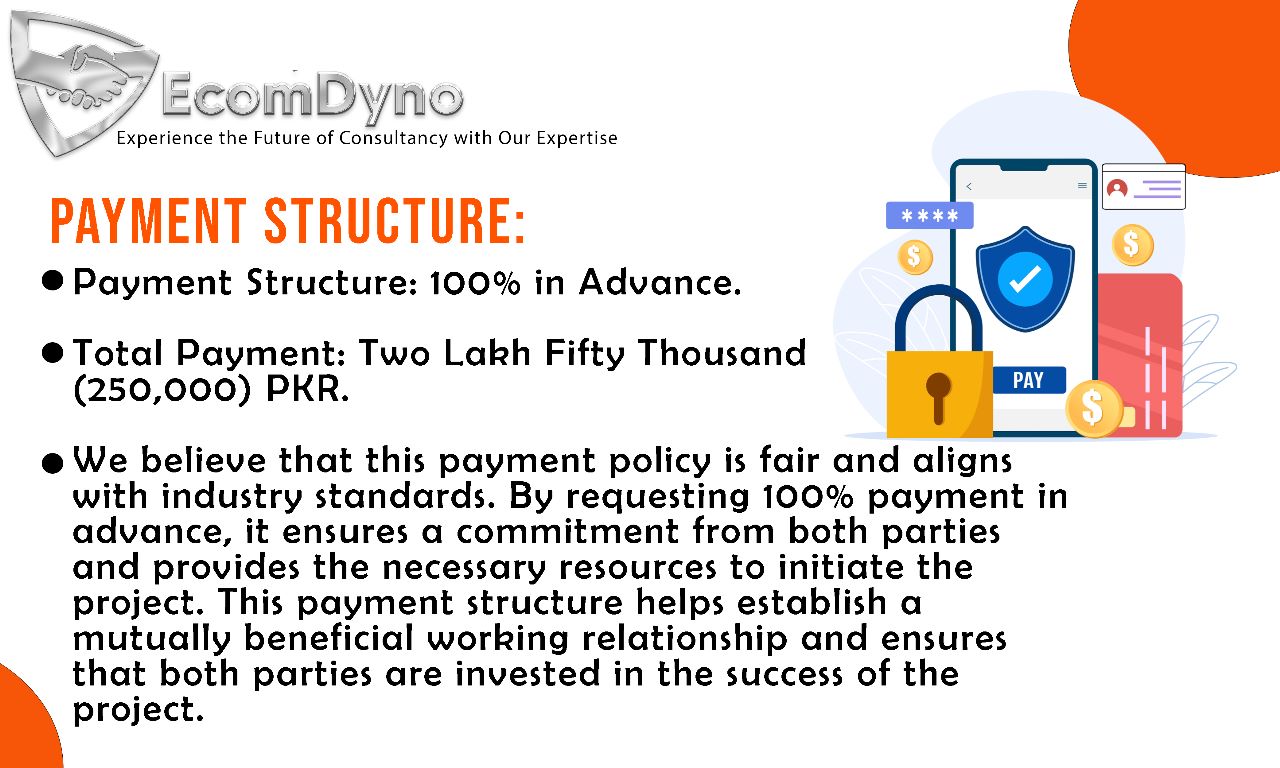 EcomDyno
Experience the Future of Consultancy with Our Expertise
PAYMENT STRUCTURE:
● Payment Structure: 100% in Advance.
● Total Payment: Two Lakh Fifty Thousand
(250,000) PKR.
● We believe that this payment policy is fair and aligns
with industry standards. By requesting 100% payment in
advance, it ensures a commitment from both parties
and provides the necessary resources to initiate the
project. This payment structure helps establish a
mutually beneficial working relationship and ensures
that both parties are invested in the success of the
project.
****
$
$
PAY
$